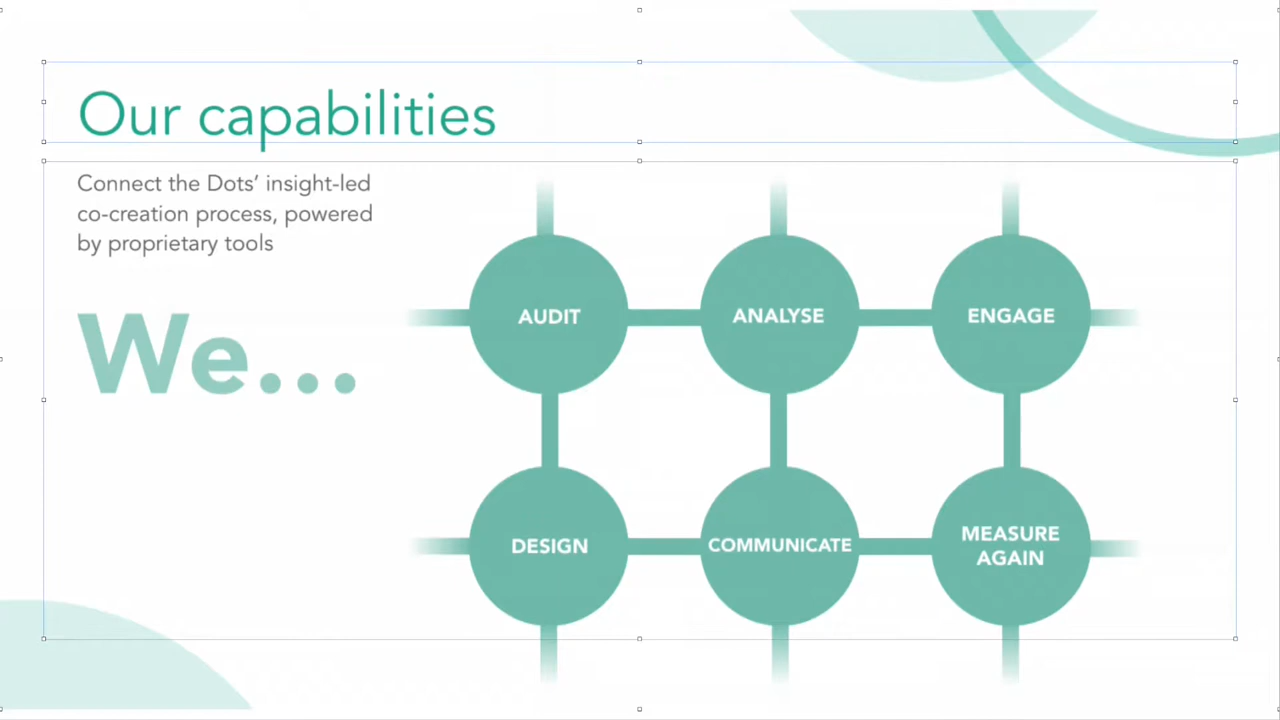 Our capabilities
Connect the Dots’ insight-led
co-creation process, powered
by proprietary tools
We...
AUDIT
ANALYSE
ENGAGE
DESIGN
COMMUNICATE
MEASURE
AGAIN